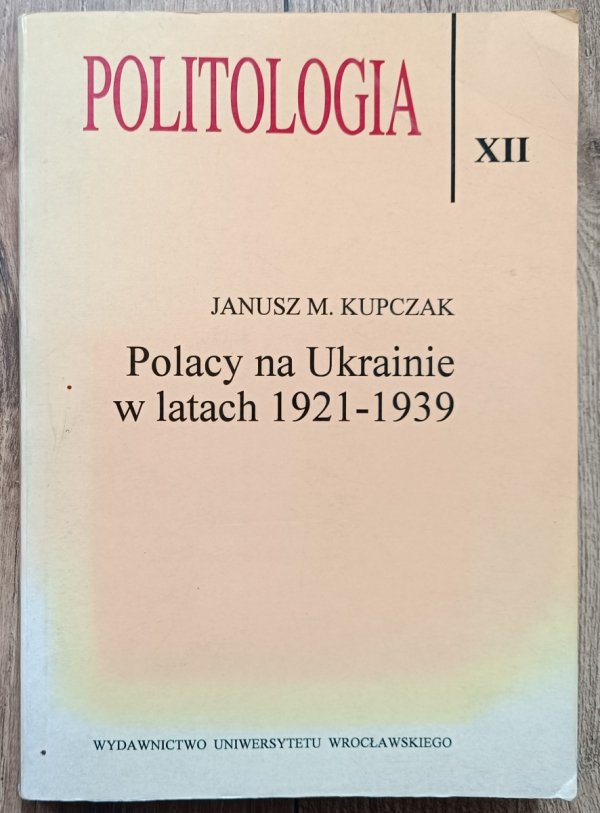 POLITOLOGIA
XII
JANUSZ M. KUPCZAK
Polacy na Ukrainie
w latach 1921-1939
WYDAWNICTWO UNIWERSYTETU WROCŁAWSKIEGO